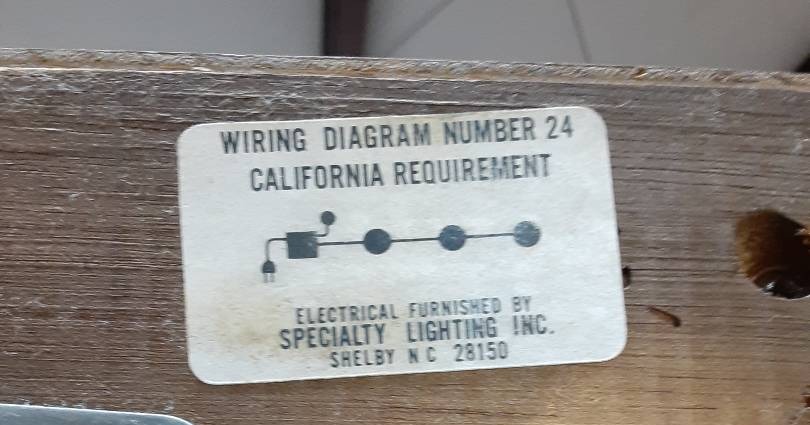 WIRING DIAGRAM NUMBER 24
CALIFORNIA REQUIREMENT
ELECTRICAL FURNISHED BY
SPECIALTY LIGHTING INC.
SHELBY N C 28150